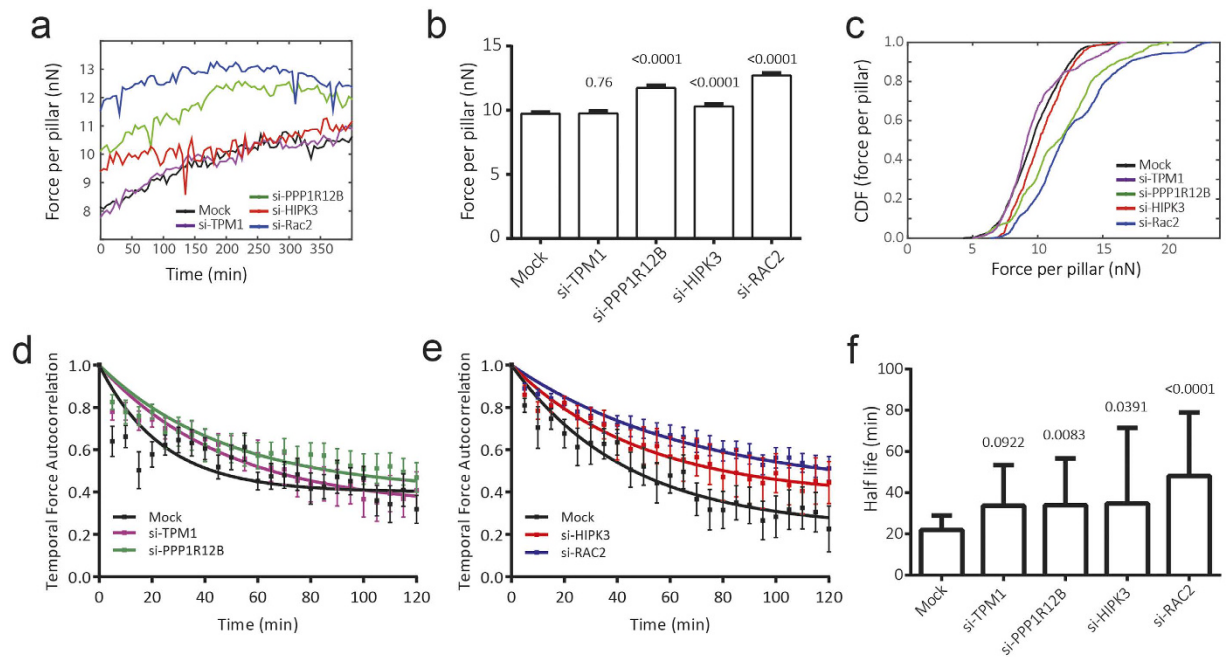 a
Force per pillar (nN)
13
12
11
10
9
8
0 50 100 150 200 250 300 350
Time (min)
Mock
si-TPM1
si-PPP1R12B
si-HIPK3
si-Rac2
b
Force per pillar (nN)
15
10
5
0
0.76
<0.0001
<0.0001
<0.0001
Mock
si-TPM1
si-PPP1R12B
si-HIPK3
si-RAC2
c
CDF (force per pillar)
1.0
0.8
0.6
0.4
0.2
0
0 5 10 15 20
Force per pillar (nN)
Mock
si-TPM1
si-PPP1R12B
si-HIPK3
si-Rac2
d
Temporal Force Autocorrelation
1.0
0.8
0.6
0.4
0.2
0.0
0 20 40 60 80 100 120
Time (min)
Mock
si-TPM1
si-PPP1R12B
e
Temporal Force Autocorrelation
1.0
0.8
0.6
0.4
0.2
0.0
0 20 40 60 80 100 120
Time (min)
Mock
si-HIPK3
si-RAC2
f
Half life (min)
100
80
60
40
20
0
0.0922
0.0083
0.0391
<0.0001
Mock
si-TPM1
si-PPP1R12B
si-HIPK3
si-RAC2